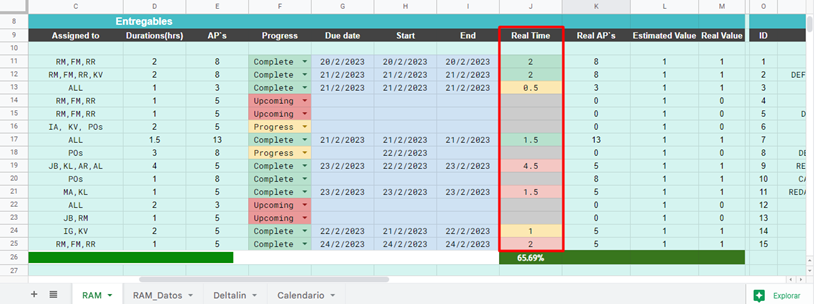 C D E F G H I J K L M O
8 Entregables
9 Assigned to Durations(hrs) AP`s Progress Due date Start End Real Time Real AP's Estimated Value Real Value ID
10
11 RM,FM,RR 2 8 Complete 20/2/2023 20/2/2023 20/2/2023 2 8 1 1 1
12 RM,FM,RR,KV 2 8 Complete 21/2/2023 21/2/2023 21/2/2023 2 8 1 1 2 DEF
13 ALL 1 3 Complete 21/2/2023 21/2/2023 21/2/2023 0.5 3 1 1 3
14 RM,FM,RR 1 5 Upcoming 0 1 1 4
15 RM,FM,RR 1 5 Upcoming 0 1 1 5
16 IA, KV, POs 2 5 Progress 0 1 1 6
17 ALL 1.5 13 Complete 21/2/2023 21/2/2023 21/2/2023 1.5 13 1 1 7
18 POs 3 8 Progress 22/2/2023 0 1 1 8 DE
19 JB,KL,AR,AL 4 5 Complete 22/2/2023 22/2/2023 23/2/2023 4.5 5 1 1 9 RE
20 POs 1 8 Complete 0 1 1 10 CA
21 MA,KL 1 5 Complete 23/2/2023 23/2/2023 23/2/2023 1.5 5 1 1 11 REDA
22 ALL 2 3 Upcoming 0 1 1 12
23 JB,RM 1 5 Upcoming 0 1 1 13
24 IG,KV 2 5 Complete 22/2/2023 21/2/2023 22/2/2023 1 5 1 1 14
25 RM,FM,RR 1 5 Complete 24/2/2023 24/2/2023 24/2/2023 2 5 1 1 15
26 65.69%
27
RAM RAM_Datos Deltalin Calendario Explorar